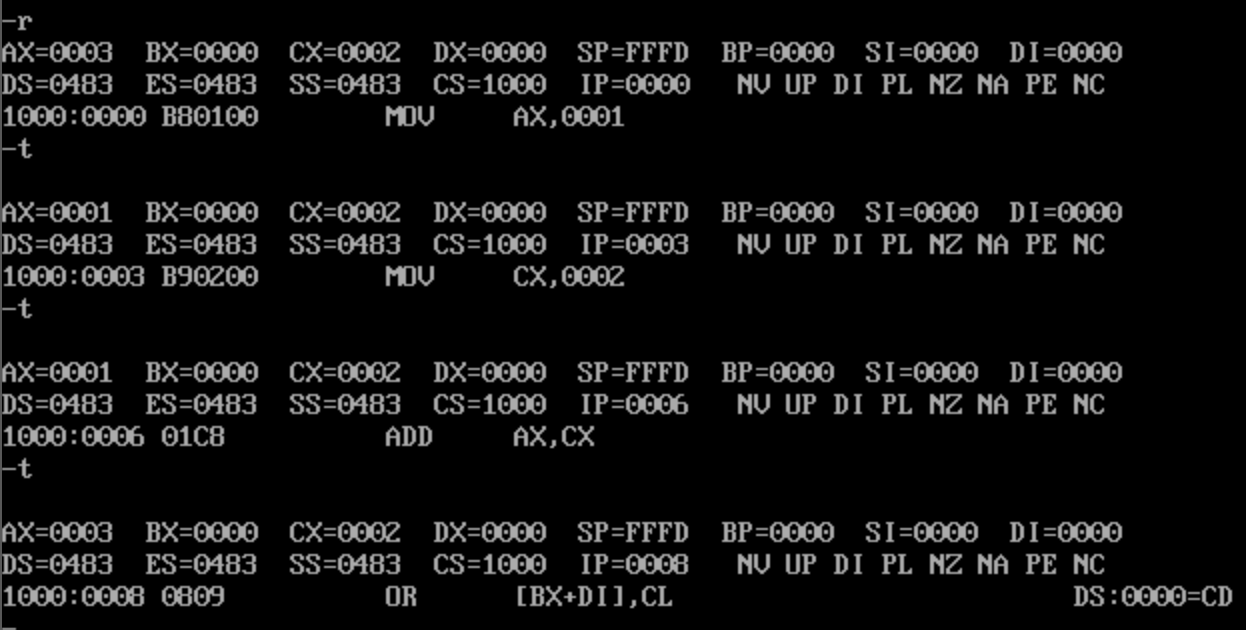 -r
AX=0003  BX=0000  CX=0002  DX=0000  SP=FFFD  BP=0000  SI=0000  DI=0000
DS=0483  ES=0483  SS=0483  CS=1000  IP=0000   NV UP DI PL NZ NA PE NC
1000:0000 B80100        MOV     AX,0001
-t
AX=0001  BX=0000  CX=0002  DX=0000  SP=FFFD  BP=0000  SI=0000  DI=0000
DS=0483  ES=0483  SS=0483  CS=1000  IP=0003   NV UP DI PL NZ NA PE NC
1000:0003 B90200        MOV     CX,0002
-t
AX=0001  BX=0000  CX=0002  DX=0000  SP=FFFD  BP=0000  SI=0000  DI=0000
DS=0483  ES=0483  SS=0483  CS=1000  IP=0006   NV UP DI PL NZ NA PE NC
1000:0006 01C8          ADD     AX,CX
-t
AX=0003  BX=0000  CX=0002  DX=0000  SP=FFFD  BP=0000  SI=0000  DI=0000
DS=0483  ES=0483  SS=0483  CS=1000  IP=0008   NV UP DI PL NZ NA PE NC
1000:0008 0809          OR      [BX+DI],CL                         DS:0000=CD
-